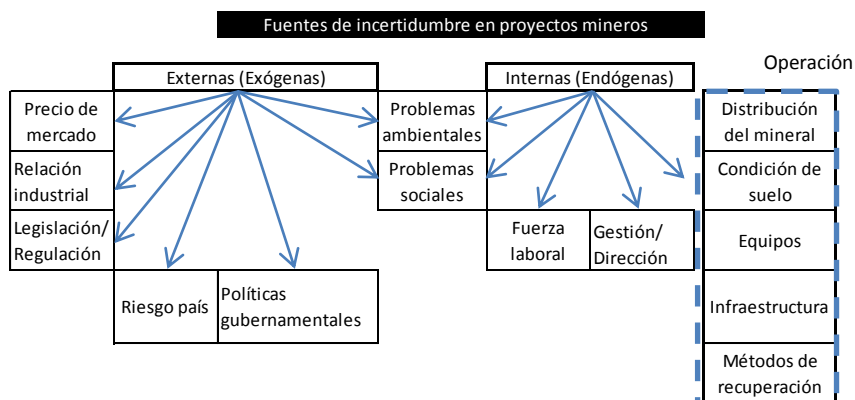 Fuentes de incertidumbre en proyectos mineros
Operación
Externas (Exógenas)
Internas (Endógenas)
Precio de
mercado
Relación
industrial
Legislación/
Regulación
Riesgo país
Políticas
gubernamentales
Problemas
ambientales
Problemas
sociales
Fuerza
laboral
Gestión/
Dirección
Distribución
del mineral
Condición de
suelo
Equipos
Infraestructura
Métodos de
recuperación